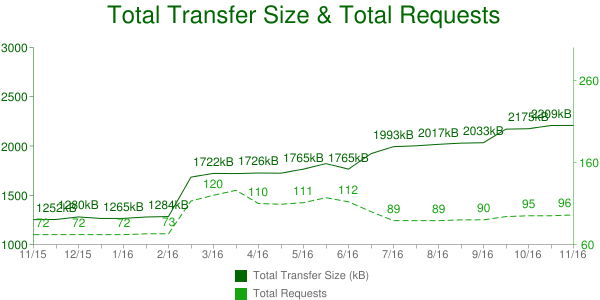 Total Transfer Size & Total Requests
3000
2500
2000
1500
1000
260
160
60
1252kB 1280kB 1265kB 1284kB 1722kB 1726kB 1765kB 1765kB 1993kB 2017kB 2033kB 2175kB 2209kB
72 72 72 73 120 110 111 112 89 89 90 95 96
11/15 12/15 1/16 2/16 3/16 4/16 5/16 6/16 7/16 8/16 9/16 10/16 11/16
Total Transfer Size (kB)
Total Requests